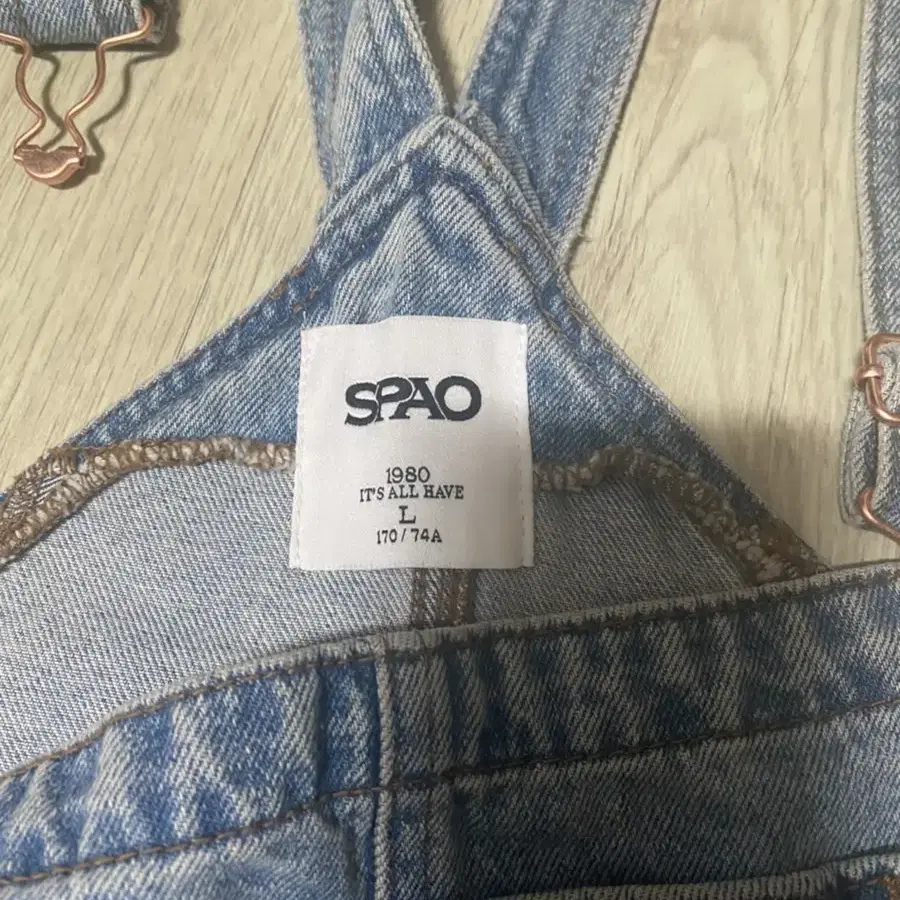 SPAO
1980
IT'S ALL HAVE
L
170 / 74A